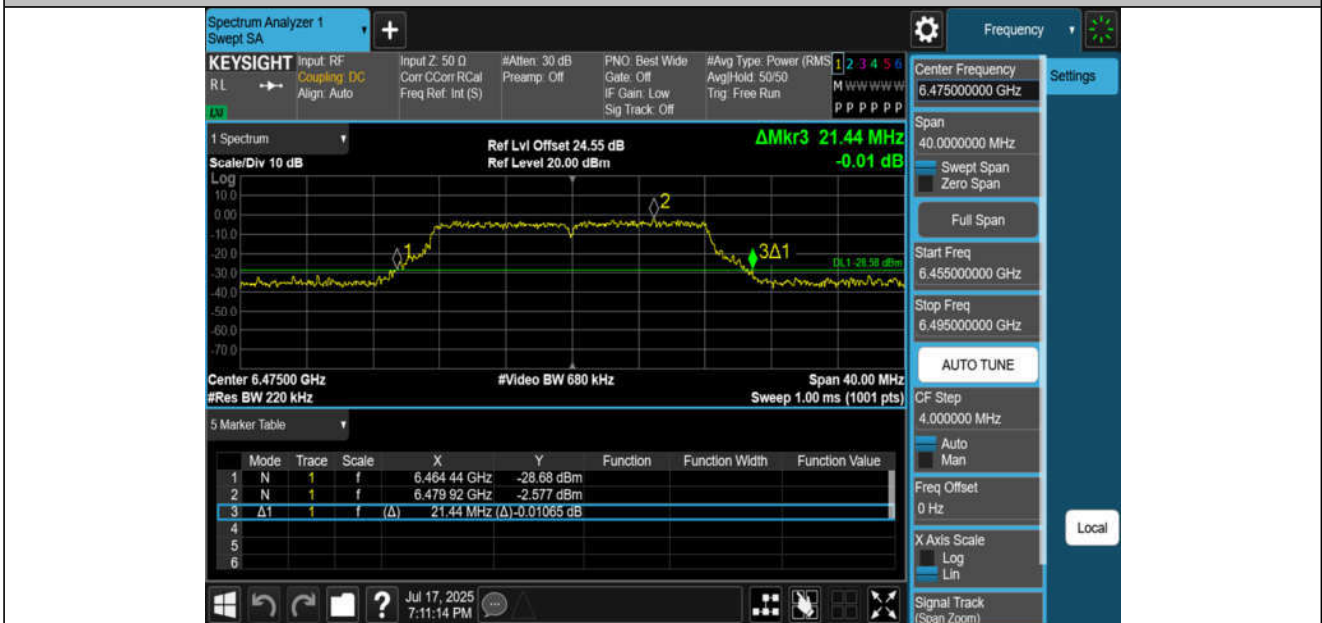 Spectrum Analyzer 1
Swept SA
+
Frequency
KEYSIGHT
RL
LXI
Input: RF
Coupling: DC
Align: Auto
Input Z: 50 Ω
Corr CCorr RCal
Freq Ref: Int (S)
#Atten: 30 dB
Preamp: Off
PNO: Best Wide
Gate: Off
IF Gain: Low
Sig Track: Off
#Avg Type: Power (RMS
Avg|Hold: 50/50
Trig: Free Run
1 2 3 4 5 6
M W W W W W
P P P P P P
1 Spectrum
Scale/Div 10 dB
Ref Lvl Offset 24.55 dB
Ref Level 20.00 dBm
ΔMkr3 21.44 MHz
-0.01 dB
Log
10.0
0.00
-10.0
-20.0
-30.0
-40.0
-50.0
-60.0
-70.0
1
2
3Δ1
DL1 -28.58 dBm
Center 6.47500 GHz
#Video BW 680 kHz
Span 40.00 MHz
#Res BW 220 kHz
Sweep 1.00 ms (1001 pts)
5 Marker Table
Mode Trace Scale X Y Function Function Width Function Value
1 N 1 f 6.464 44 GHz -28.68 dBm
2 N 1 f 6.479 92 GHz -2.577 dBm
3 Δ1 1 f (Δ) 21.44 MHz (Δ) -0.01065 dB
4
5
6
Jul 17, 2025
7:11:14 PM
?
Center Frequency
6.475000000 GHz
Span
40.0000000 MHz
Swept Span
Zero Span
Full Span
Start Freq
6.455000000 GHz
Stop Freq
6.495000000 GHz
AUTO TUNE
CF Step
4.000000 MHz
Auto
Man
Freq Offset
0 Hz
X Axis Scale
Log
Lin
Signal Track
(Span Zoom)
Settings
Local